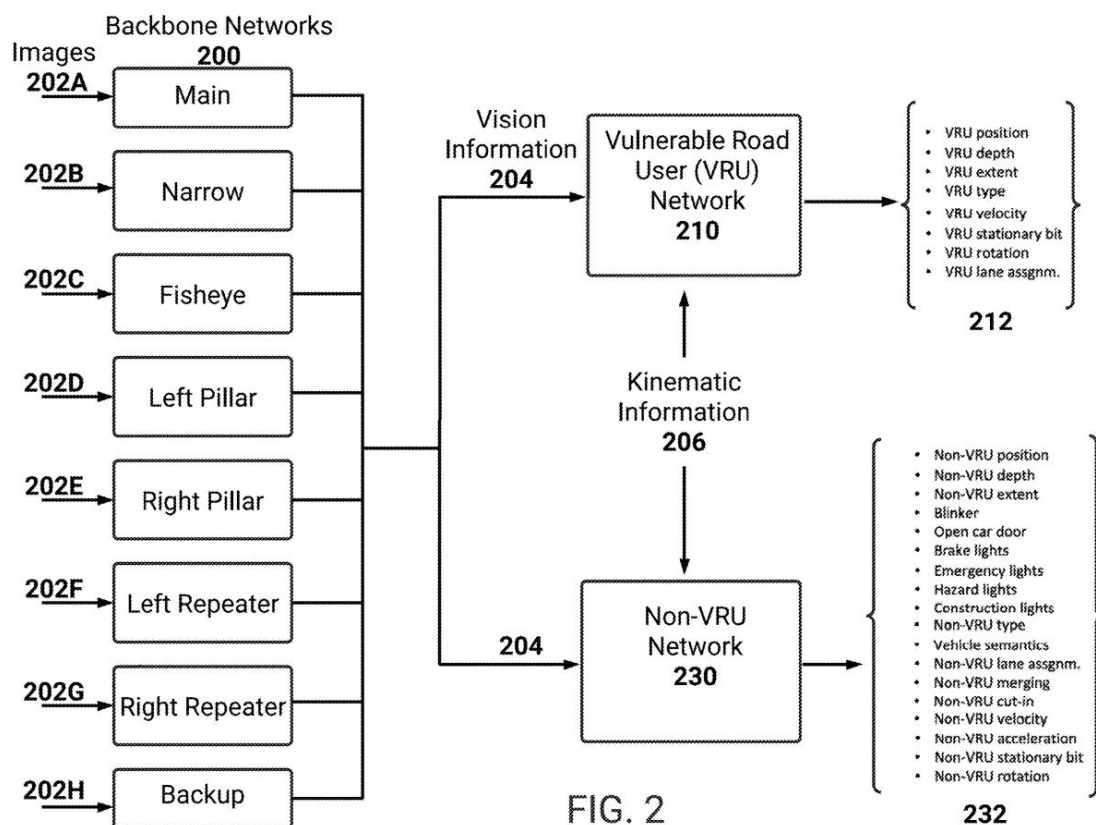 Backbone Networks
200
Images
202A
Main
202B
Narrow
202C
Fisheye
202D
Left Pillar
202E
Right Pillar
202F
Left Repeater
202G
Right Repeater
202H
Backup
Vision
Information
204
Vulnerable Road
User (VRU)
Network
210
• VRU position
• VRU depth
• VRU extent
• VRU type
• VRU velocity
• VRU stationary bit
• VRU rotation
• VRU lane assgnm.
212
Kinematic
Information
206
204
Non-VRU
Network
230
• Non-VRU position
• Non-VRU depth
• Non-VRU extent
• Blinker
• Open car door
• Brake lights
• Emergency lights
• Hazard lights
• Construction lights
• Non-VRU type
• Vehicle semantics
• Non-VRU lane assgnm.
• Non-VRU merging
• Non-VRU cut-in
• Non-VRU velocity
• Non-VRU acceleration
• Non-VRU stationary bit
• Non-VRU rotation
232
FIG. 2